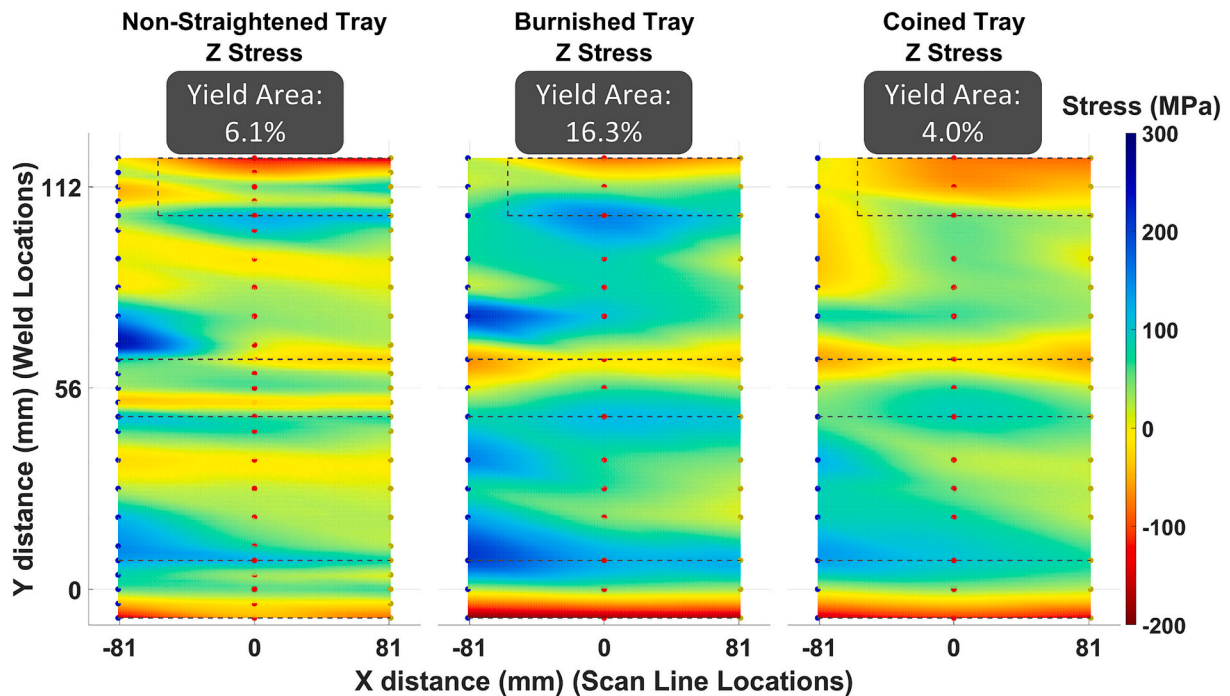 Non-Straightened Tray
Z Stress
Yield Area:
6.1%
Burnished Tray
Z Stress
Yield Area:
16.3%
Coined Tray
Z Stress
Yield Area:
4.0%
Stress (MPa)
300
200
100
0
-100
-200
Y distance (mm) (Weld Locations)
112
56
0
-81 0 81
-81 0 81
-81 0 81
X distance (mm) (Scan Line Locations)